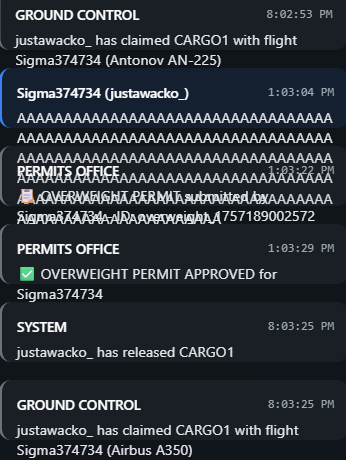 GROUND CONTROL 8:02:53 PM
justawacko_ has claimed CARGO1 with flight
Sigma374734 (Antonov AN-225)
Sigma374734 (justawacko_) 1:03:04 PM
AAAAAAAAAAAAAAAAAAAAAAAAAAAAAAAAAA
AAAAAAAAAAAAAAAAAAAAAAAAAAAAAAAAAA
AAAAAAAAAAAAAAAAAAAAAAAAAAAAAAAAAA
PERMITS OFFICE 1:03:22 PM
📜 OVERWEIGHT PERMIT submitted by
Sigma374734 - ID: overweight_1757189002572
PERMITS OFFICE 1:03:29 PM
✅ OVERWEIGHT PERMIT APPROVED for
Sigma374734
SYSTEM 8:03:25 PM
justawacko_ has released CARGO1
GROUND CONTROL 8:03:25 PM
justawacko_ has claimed CARGO1 with flight
Sigma374734 (Airbus A350)